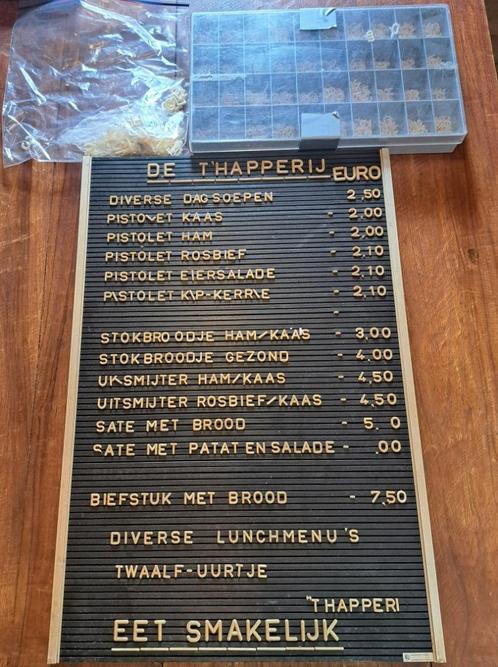 DE T'HAPPERIJ EURO
DIVERSE DAGSOEPEN 2,50
PISTOLET KAAS - 2,00
PISTOLET HAM - 2,00
PISTOLET ROSBIEF - 2,10
PISTOLET EIERSALADE - 2,10
PISTOLET KIP-KERRIE - 2,10
-
STOKBROODJE HAM/KAAS - 3,00
STOKBROODJE GEZOND - 4,00
UKSMIJTER HAM/KAAS - 4,50
UITSMIJTER ROSBIEF/KAAS - 4,50
SATE MET BROOD - 5, 0
SATE MET PATAT EN SALADE - ,00
BIEFSTUK MET BROOD - 7,50
DIVERSE LUNCHMENU'S
TWAALF-UURTJE
"T HAPPERI
EET SMAKELIJK